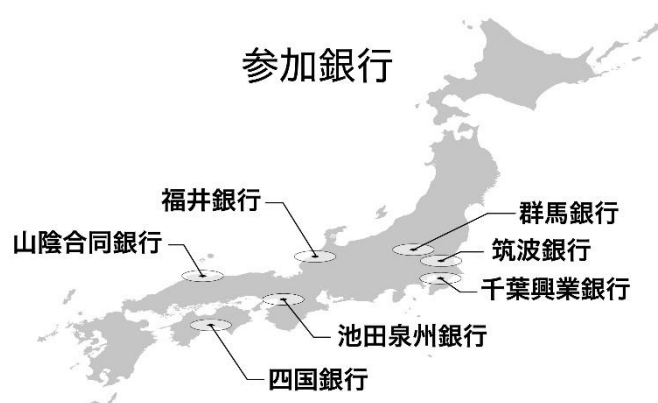 参加銀行
福井銀行
群馬銀行
山陰合同銀行
筑波銀行
千葉興業銀行
池田泉州銀行
四国銀行